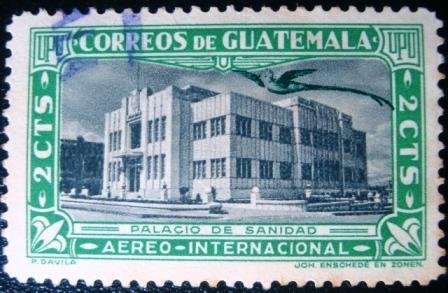 UPU CORREOS DE GUATEMALA UPU
2 CTS 2 CTS
PALACIO DE SANIDAD
AEREO-INTERNACIONAL
P. DAVILA JOH. ENSCHEDÉ EN ZONEN.